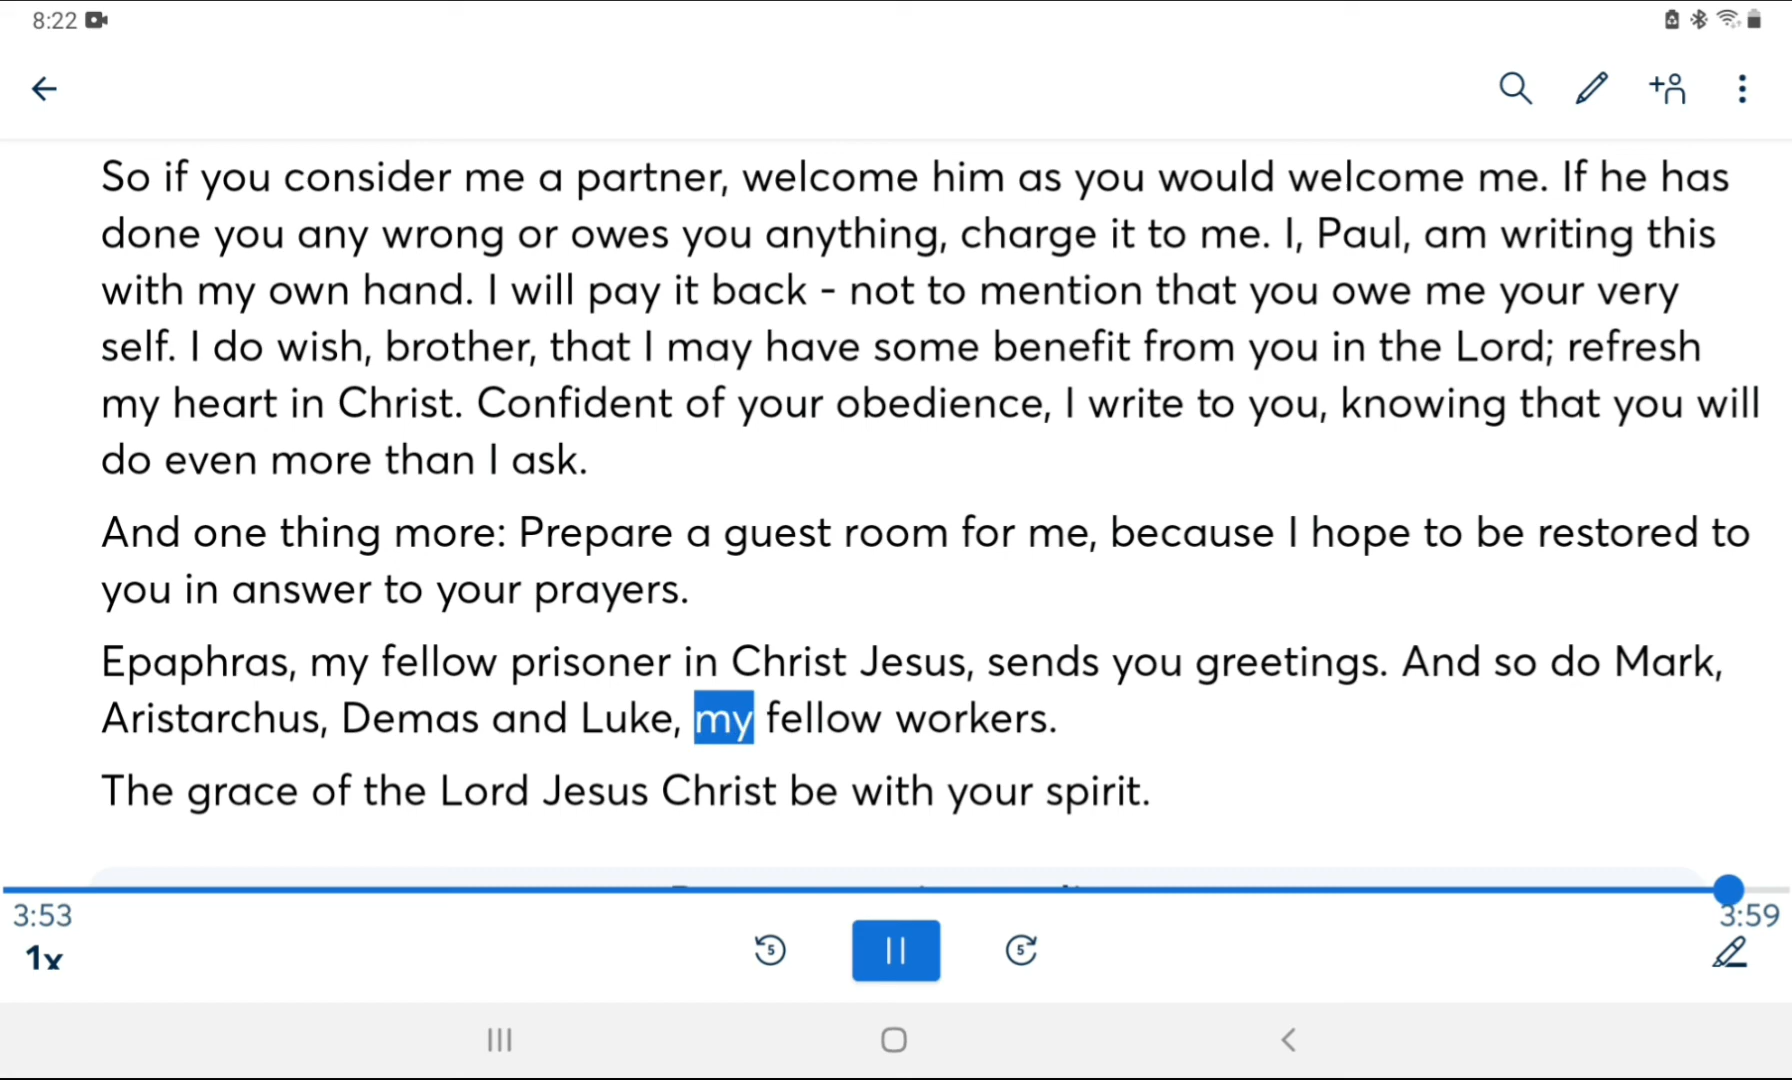 8:22
So if you consider me a partner, welcome him as you would welcome me. If he has
done you any wrong or owes you anything, charge it to me. I, Paul, am writing this
with my own hand. I will pay it back - not to mention that you owe me your very
self. I do wish, brother, that I may have some benefit from you in the Lord; refresh
my heart in Christ. Confident of your obedience, I write to you, knowing that you will
do even more than I ask.
And one thing more: Prepare a guest room for me, because I hope to be restored to
you in answer to your prayers.
Epaphras, my fellow prisoner in Christ Jesus, sends you greetings. And so do Mark,
Aristarchus, Demas and Luke, my fellow workers.
The grace of the Lord Jesus Christ be with your spirit.
3:53
3:59
1x
5
5